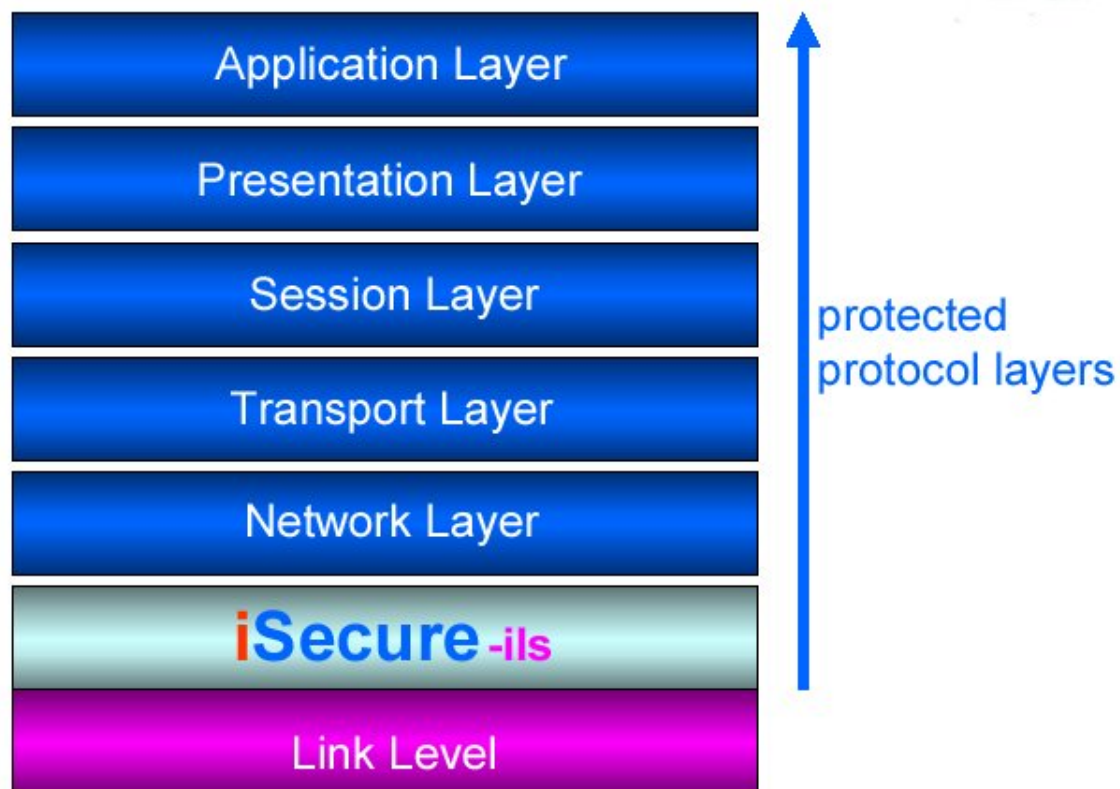 Application Layer
Presentation Layer
Session Layer
protected
protocol layers
Transport Layer
Network Layer
iSecure -ils
Link Level